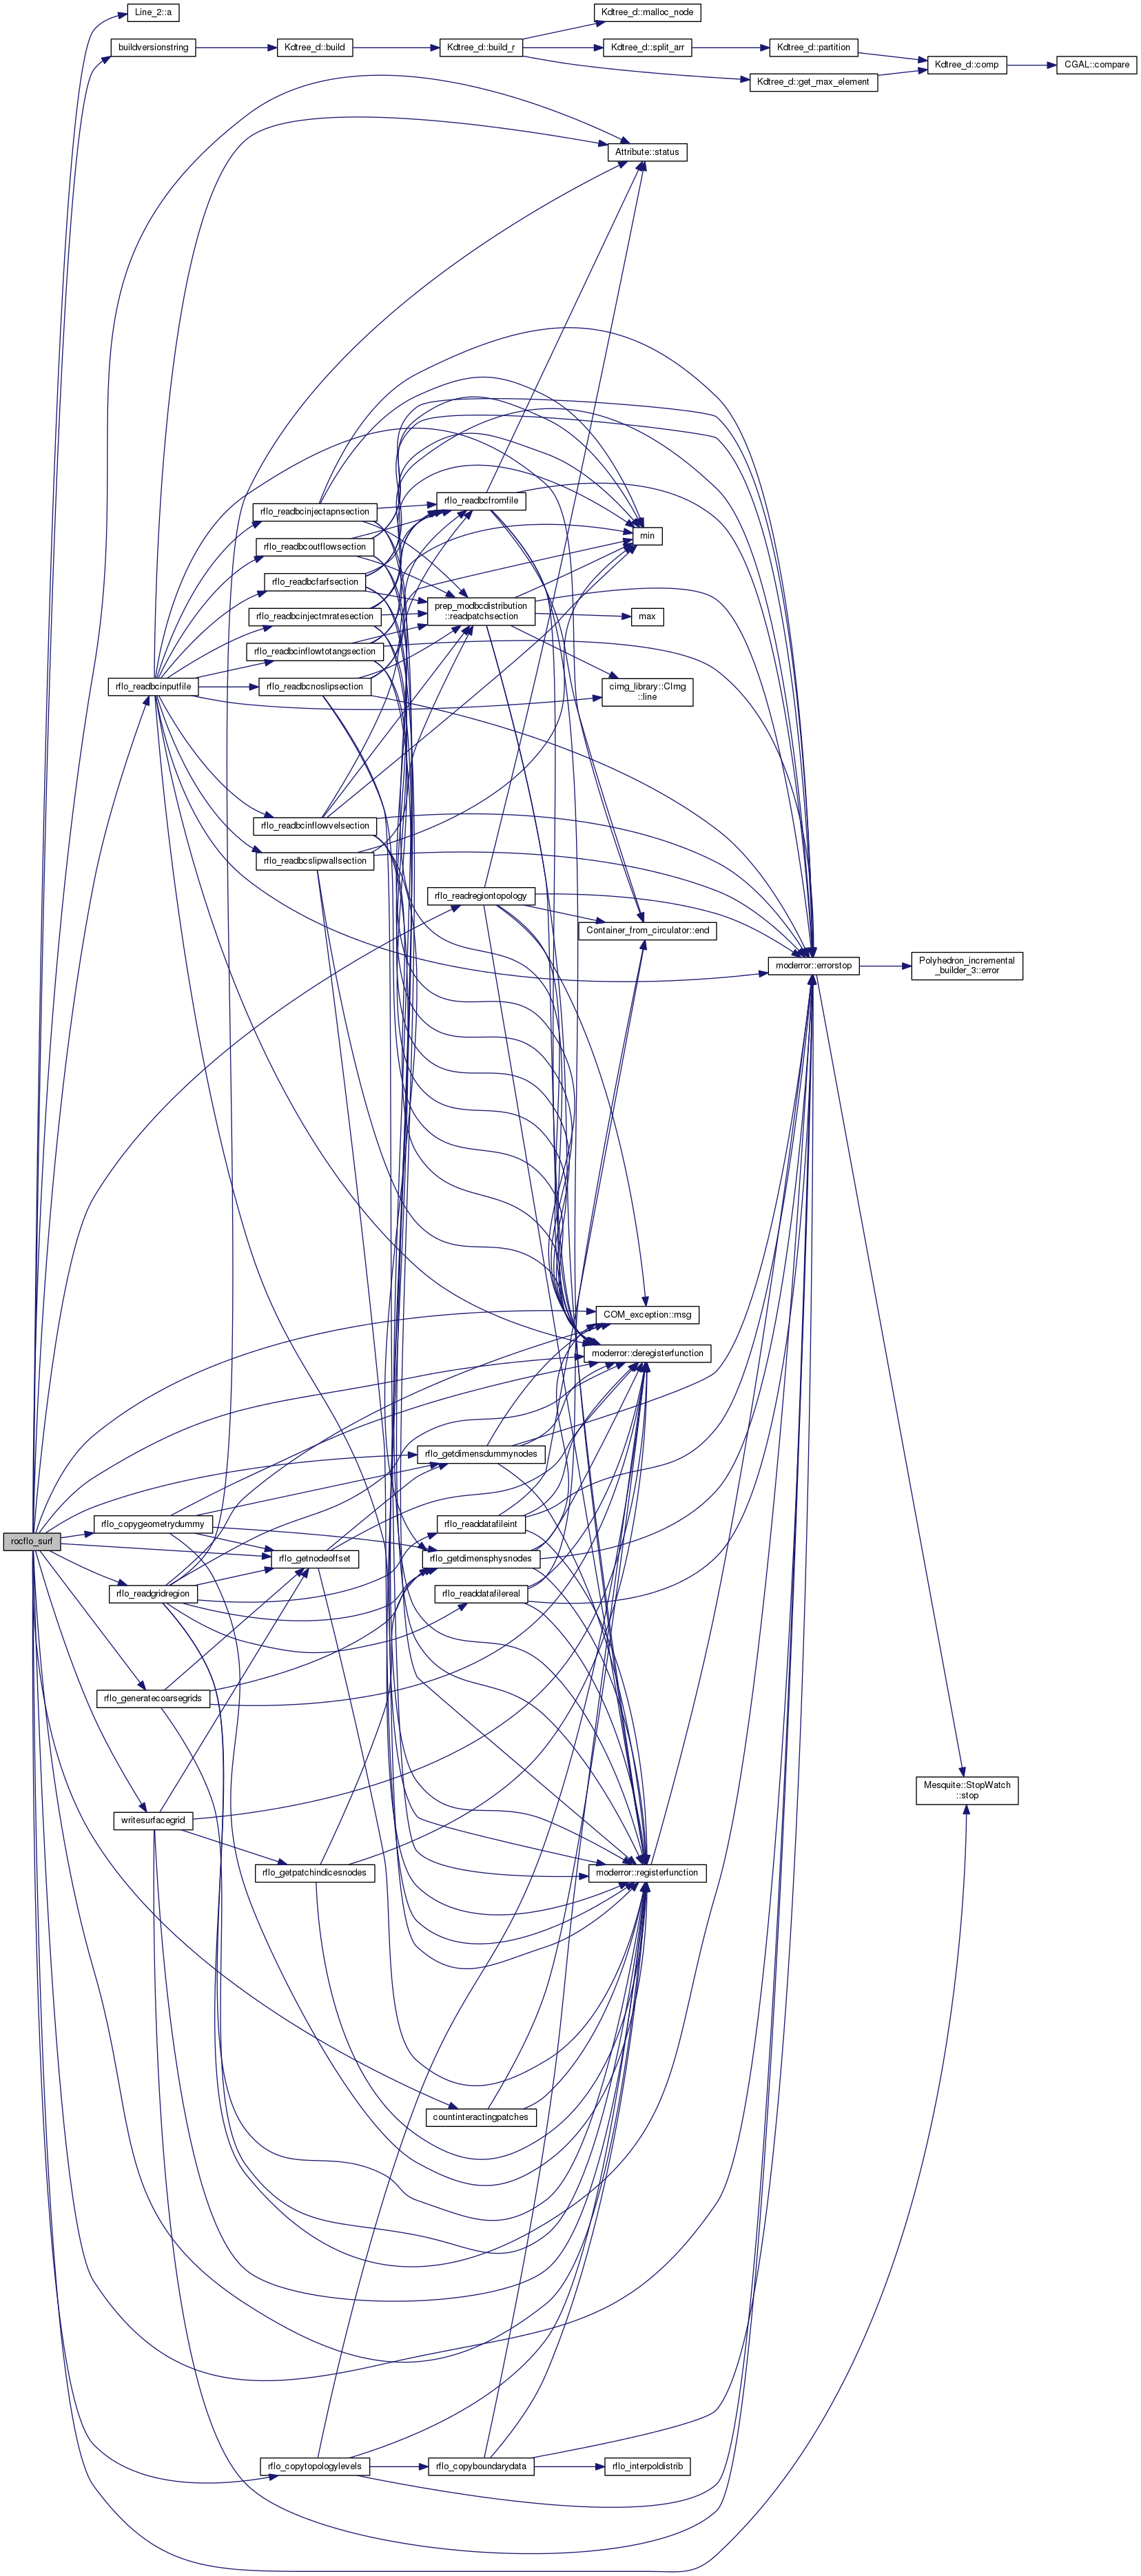 Line_2::a
Kdtree_d::malloc_node
buildversionstring
Kdtree_d::build
Kdtree_d::build_r
Kdtree_d::split_arr
Kdtree_d::partition
Kdtree_d::comp
CGAL::compare
Kdtree_d::get_max_element
Attribute::status
rflo_readbcinjectapnsection
rflo_readbcfromfile
rflo_readbcoutflowsection
min
rflo_readbcfarfsection
rflo_readbcinjectmratesection
prep_modbcdistribution
::readpatchsection
max
rflo_readbcinflowtotangsection
rflo_readbcinputfile
rflo_readbcnoslipsection
cimg_library::CImg
::line
rflo_readbcinflowvelsection
rflo_readbcslipwallsection
rflo_readregiontopology
Container_from_circulator::end
moderror::errorstop
Polyhedron_incremental
_builder_3::error
COM_exception::msg
moderror::deregisterfunction
rflo_getdimensdummynodes
rocflo_surf
rflo_copygeometrydummy
rflo_readdatafileint
rflo_getnodeoffset
rflo_getdimensphysnodes
rflo_readgridregion
rflo_readdatafilereal
rflo_generatecoarsegrids
Mesquite::StopWatch
::stop
writesurfacegrid
rflo_getpatchindicesnodes
moderror::registerfunction
countinteractingpatches
rflo_copytopologylevels
rflo_copyboundarydata
rflo_interpoldistrib